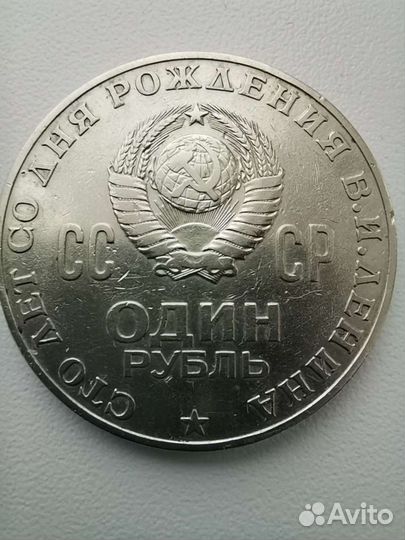 СТО ЛЕТ СО ДНЯ РОЖДЕНИЯ В.И.ЛЕНИНА
СС СР
ОДИН
РУБЛЬ
Avito